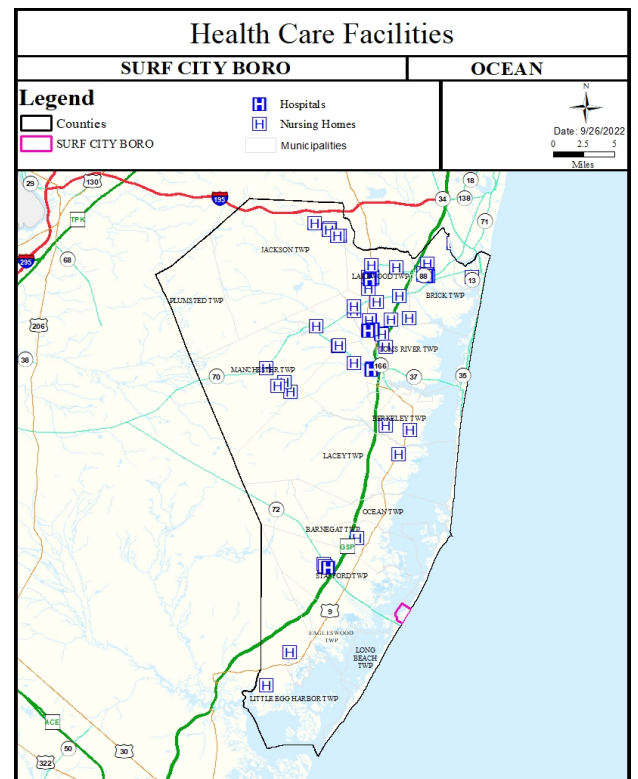 Health Care Facilities
SURF CITY BORO
OCEAN
Legend
Counties
SURF CITY BORO
H Hospitals
H Nursing Homes
Municipalities
N
Date: 9/26/2022
0 2.5 5
Miles
29
130
195
18
34
138
71
TPK
JACKSON TWP
295
68
LAKEWOOD TWP
88
13
PLUMSTED TWP
BRICK TWP
206
TOMS RIVER TWP
38
MANCHESTER TWP
166
70
37
35
BERKELEY TWP
LACEY TWP
72
OCEAN TWP
BARNEGAT TWP
GSP
STAFFORD TWP
9
EAGLESWOOD
TWP
LONG
BEACH
TWP
LITTLE EGG HARBOR TWP
ACE
50
30
322